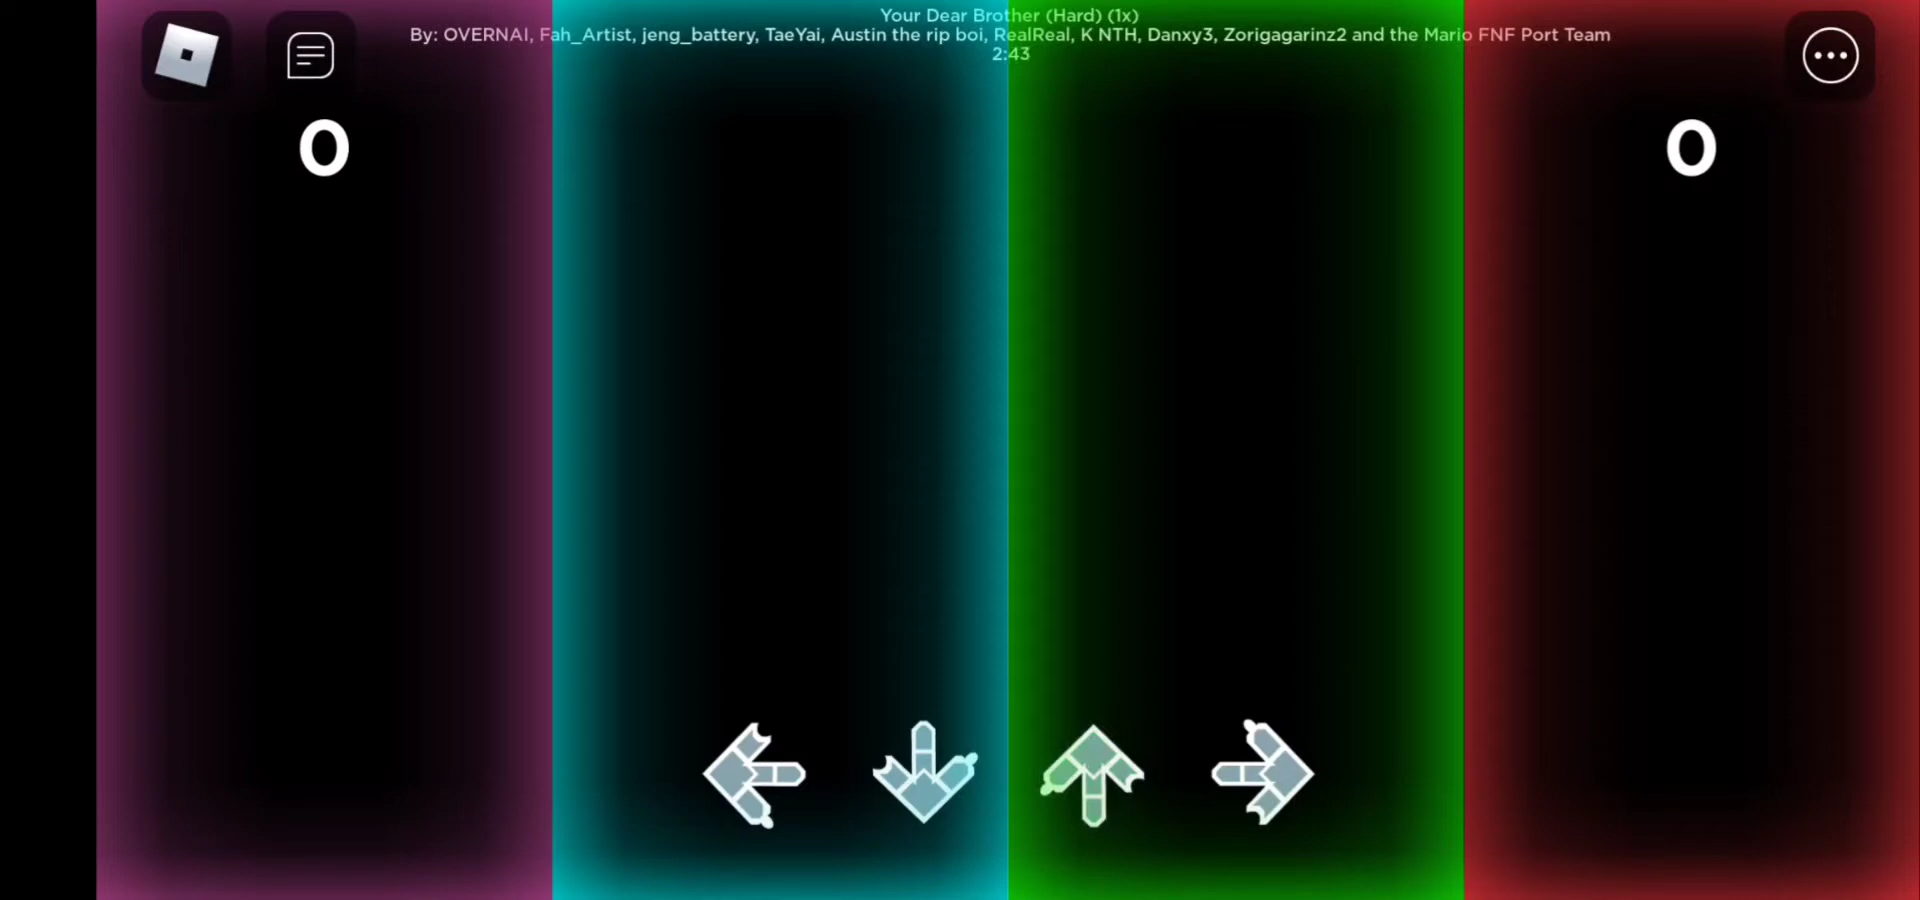 Your Dear Brother (Hard) (1x)
By: OVERNAI, Fah_Artist, jeng_battery, TaeYai, Austin the rip boi, RealReal, K NTH, Danxy3, Zorigagarinz2 and the Mario FNF Port Team
2:43
0
0